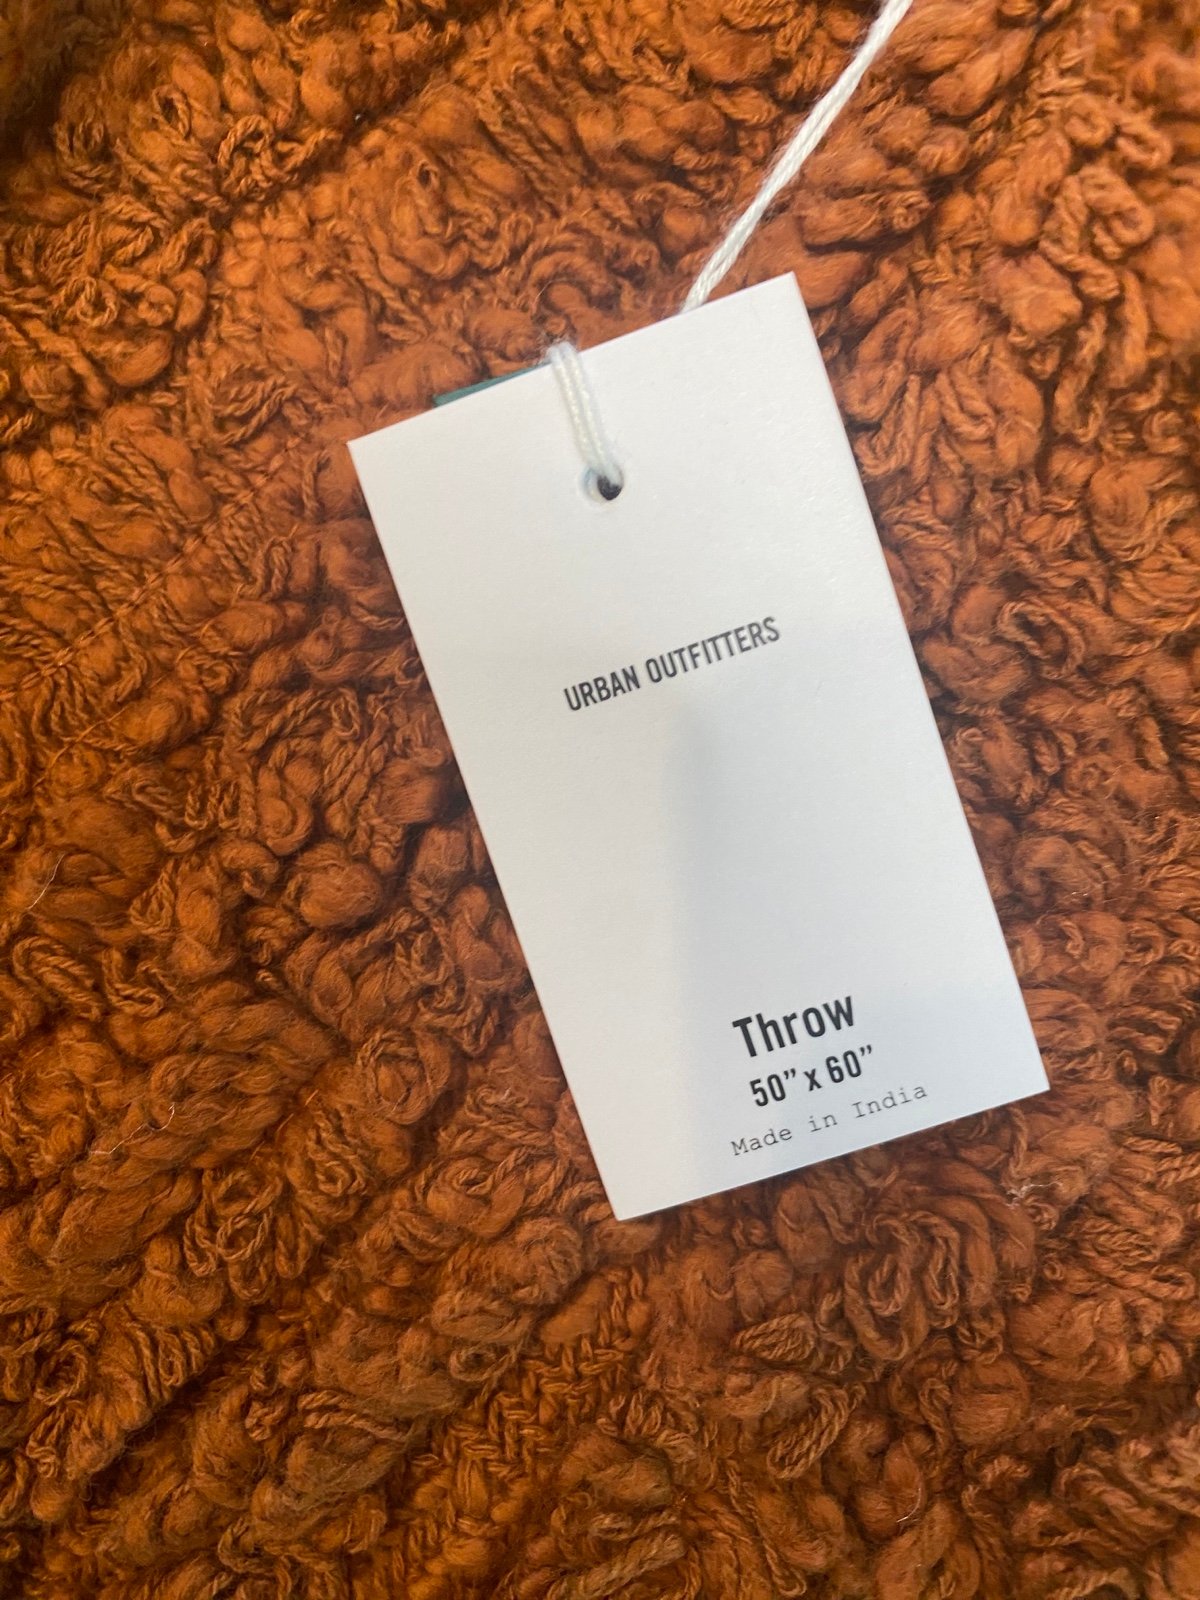 URBAN OUTFITTERS
Throw
50” x 60”
Made in India